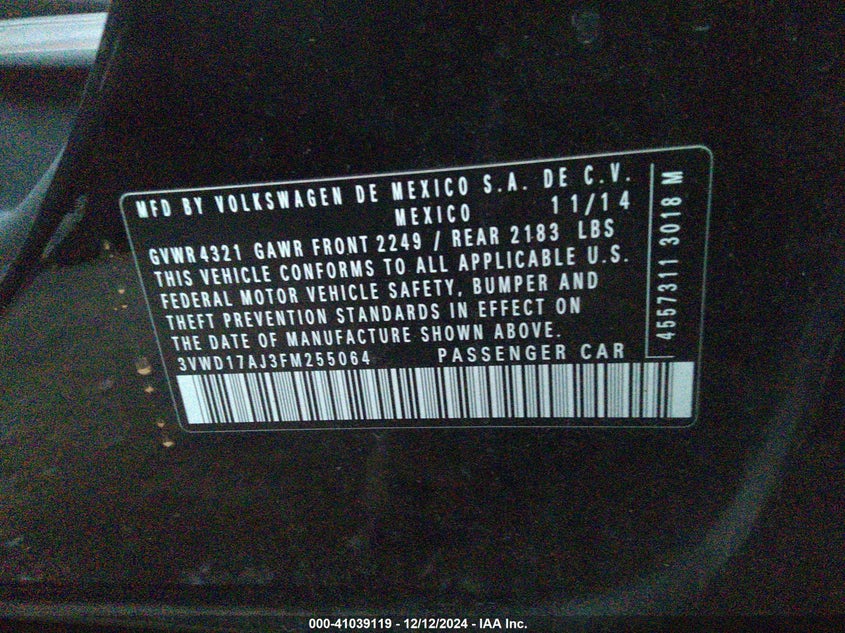 MFD BY VOLKSWAGEN DE MEXICO S.A. DE C.V.
MEXICO 11/14
GVWR 4321 GAWR FRONT 2249 / REAR 2183 LBS
THIS VEHICLE CONFORMS TO ALL APPLICABLE U.S.
FEDERAL MOTOR VEHICLE SAFETY, BUMPER AND
THEFT PREVENTION STANDARDS IN EFFECT ON
THE DATE OF MANUFACTURE SHOWN ABOVE.
3VWD17AJ3FM255064 PASSENGER CAR
4557311 3018 M
000-41039119 - 12/12/2024 - IAA Inc.